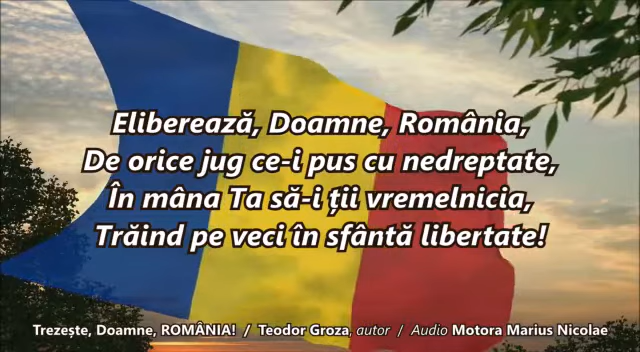 Eliberează, Doamne, România,
De orice jug ce-i pus cu nedreptate,
În mâna Ta să-i ții vremelnicia,
Trăind pe veci în sfântă libertate!
Trezește, Doamne, ROMÂNIA! / Teodor Groza, autor / Audio Motora Marius Nicolae